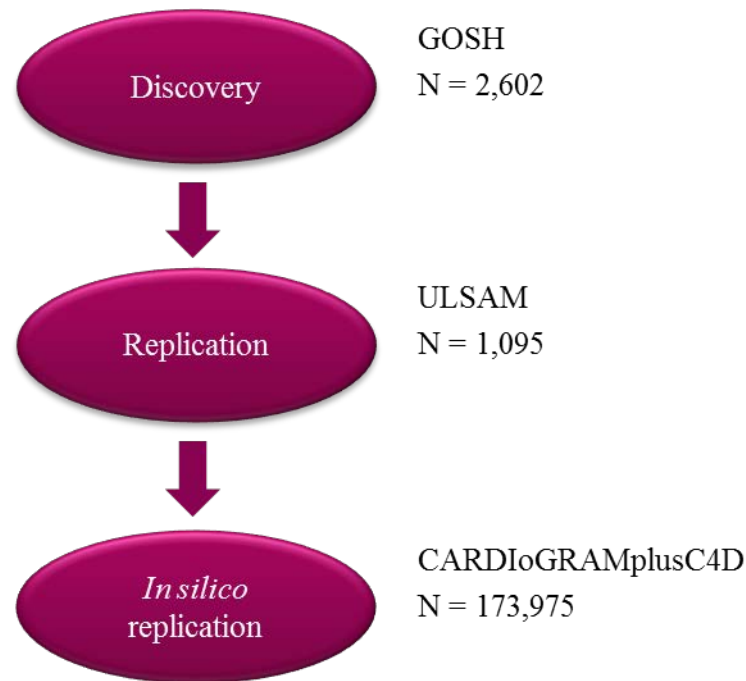 Discovery
GOSH
N = 2,602
Replication
ULSAM
N = 1,095
In silico
replication
CARDIoGRAMplusC4D
N = 173,975